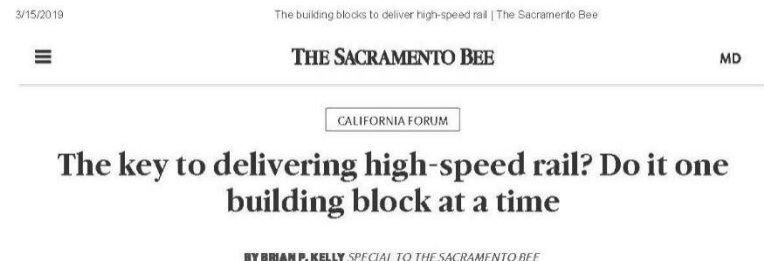 3/15/2019 The building blocks to deliver high-speed rail | The Sacramento Bee
☰ THE SACRAMENTO BEE MD
CALIFORNIA FORUM
The key to delivering high-speed rail? Do it one
building block at a time
BY BRIAN P. KELLY SPECIAL TO THE SACRAMENTO BEE